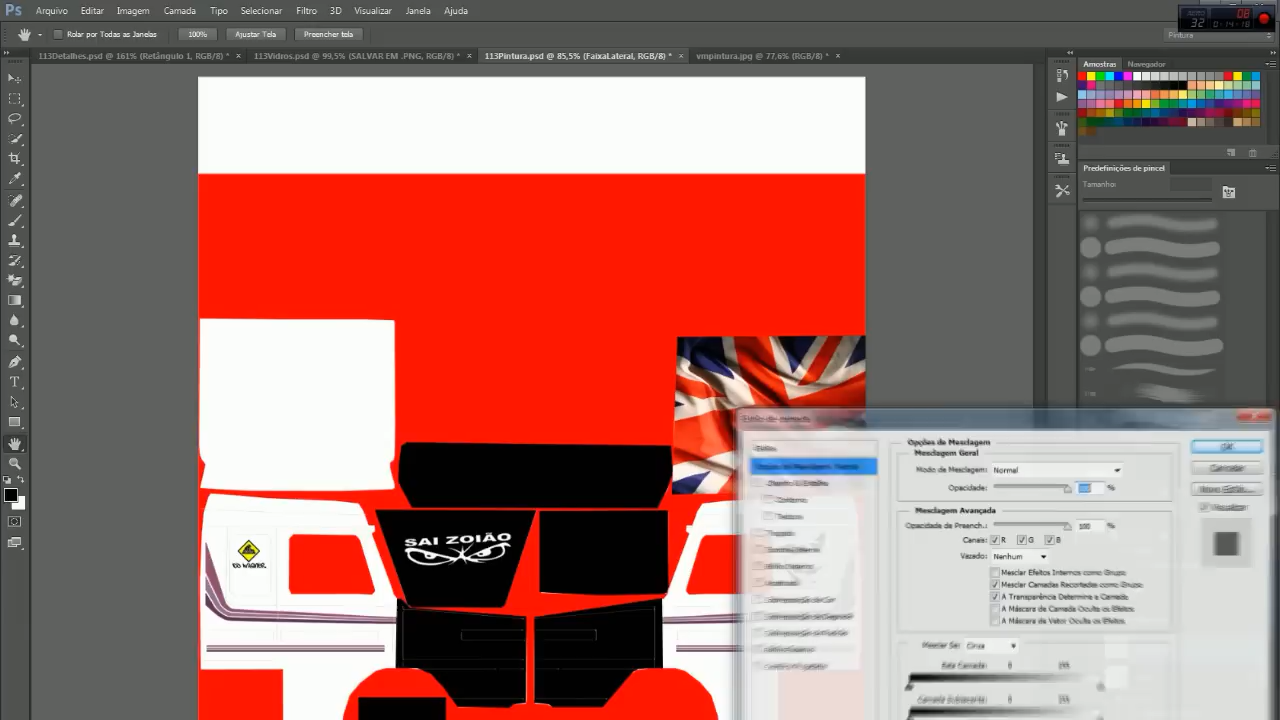 Ps Arquivo Editar Imagem Camada Tipo Selecionar Filtro 3D Visualizar Janela Ajuda
Rolar por Todas as Janelas 100% Ajustar Tela Preencher tela
Pintura
113Detalhes.psd @ 161% (Retângulo 1, RGB/8) * × 113Vidros.psd @ 99,5% (SALVAR EM .PNG, RGB/8) * × 113Pintura.psd @ 85,5% (FaixaLateral, RGB/8) * × vmpintura.jpg @ 77,6% (RGB/8) * ×
Amostras Navegador
Predefinições de pincel
Tamanho:
SAI ZOIÃO
Estilo de camada
Opções de Mesclagem
Mesclagem Geral
Modo de Mesclagem: Normal
Opacidade: %
Mesclagem Avançada
Opacidade de Preench.: 100 %
Canais: R G B
Vazado: Nenhum
Mesclar Efeitos Internos como Grupo
Mesclar Camadas Recortadas como Grupo
A Transparência Determina a Camada
A Máscara de Camada Oculta os Efeitos
A Máscara de Vetor Oculta os Efeitos
Mesclar Se: Cinza
Esta Camada: 0 255
Camada Subjacente: 0 255
OK
Cancelar
Contorno
Textura